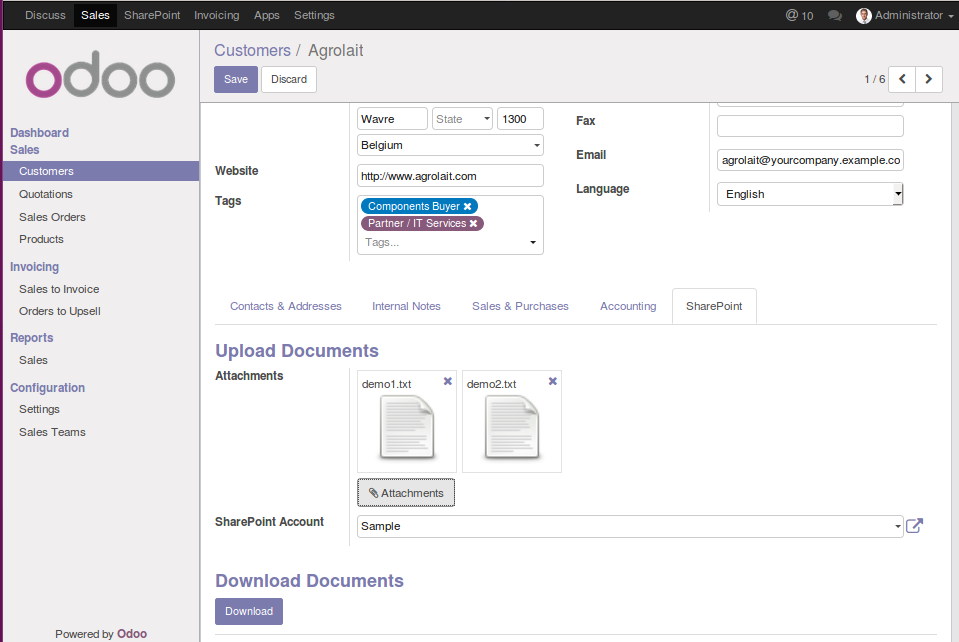 Discuss Sales SharePoint Invoicing Apps Settings @ 10 Administrator
odoo
Dashboard
Sales
Customers
Quotations
Sales Orders
Products
Invoicing
Sales to Invoice
Orders to Upsell
Reports
Sales
Configuration
Settings
Sales Teams
Powered by Odoo
Customers / Agrolait
Save Discard 1 / 6
Wavre State 1300
Belgium
Website http://www.agrolait.com
Tags Components Buyer ✖
Partner / IT Services ✖
Tags...
Fax
Email agrolait@yourcompany.example.co
Language English
Contacts & Addresses Internal Notes Sales & Purchases Accounting SharePoint
Upload Documents
Attachments demo1.txt ✖ demo2.txt ✖
Attachments
SharePoint Account Sample
Download Documents
Download